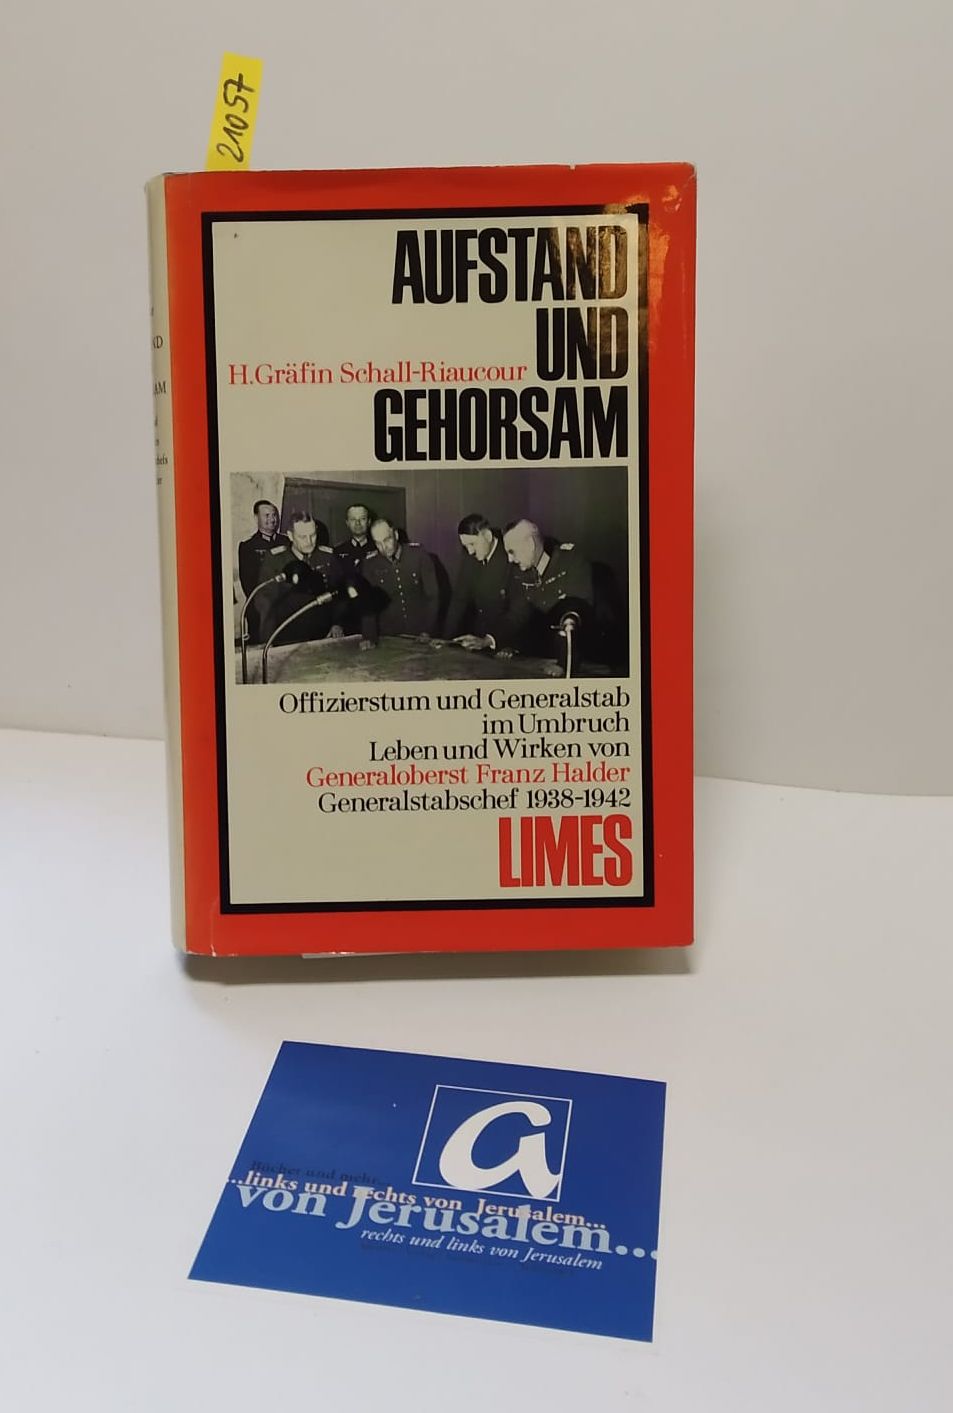 21057
AUFSTAND
UND
H.Gräfin Schall-Riaucour
GEHORSAM
Offizierstum und Generalstab
im Umbruch
Leben und Wirken von
Generaloberst Franz Halder
Generalstabschef 1938-1942
LIMES
a
Bücher und mehr...
...links und rechts von Jerusalem...
von Jerusalem...
rechts und links von Jerusalem